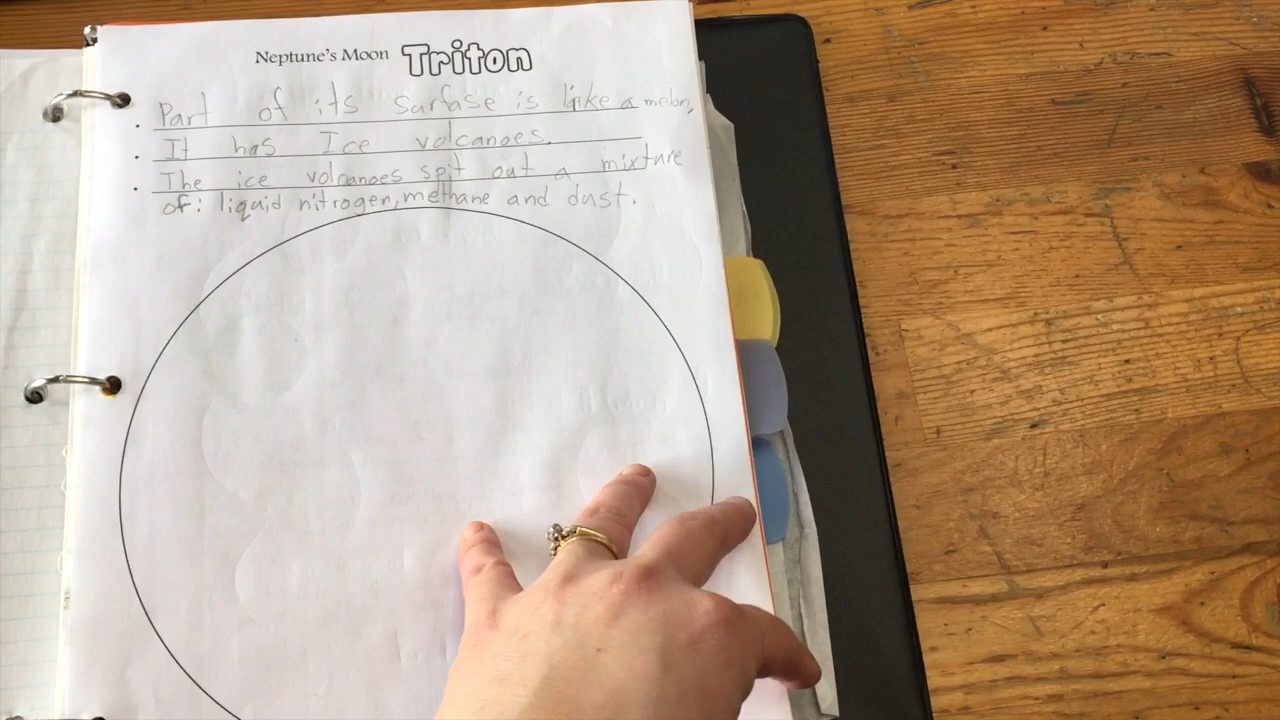 Neptune's Moon Triton
Part of its surfase is like a melon,
It has Ice volcanoes.
The ice volcanoes spit out a mixture
of: liquid nitrogen, methane and dust.